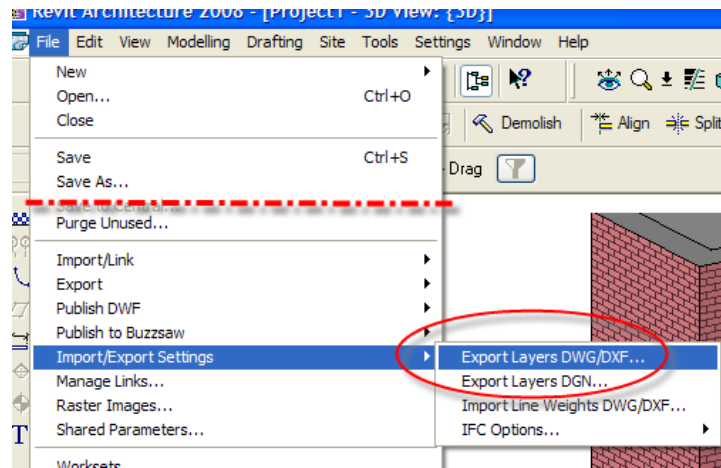 Revit Architecture 2008 - [Project1 - 3D View: {3D}]
File Edit View Modelling Drafting Site Tools Settings Window Help
New
Open... Ctrl+O
Close
Demolish Align Split
Save Ctrl+S
Drag
Save As...
Save to Central...
Purge Unused...
Import/Link
Export
Publish DWF
Publish to Buzzsaw
Import/Export Settings
Export Layers DWG/DXF...
Manage Links...
Export Layers DGN...
Raster Images...
Import Line Weights DWG/DXF...
Shared Parameters...
IFC Options...
T
Worksets